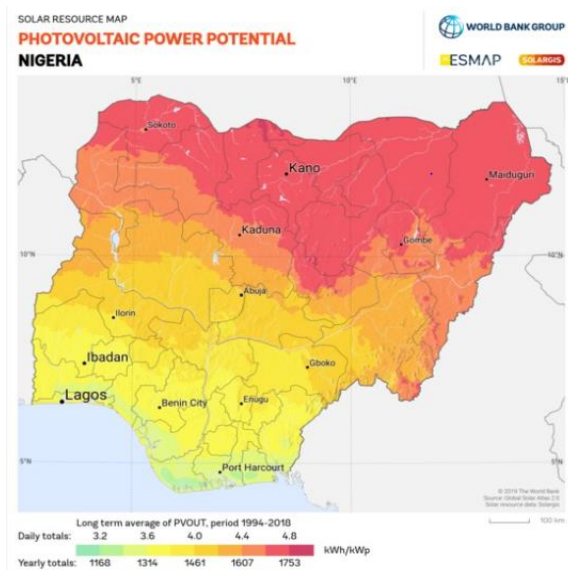 SOLAR RESOURCE MAP
PHOTOVOLTAIC POWER POTENTIAL
NIGERIA
WORLD BANK GROUP
ESMAP
SOLARGIS
5°E
10°E
15°E
Sokoto
Kano
Maiduguri
Kaduna
Gombe
10°N
10°N
Abuja
Ilorin
Ibadan
Gboko
Lagos
Benin City
Enugu
5°N
5°N
Port Harcourt
© 2019 The World Bank
Source: Global Solar Atlas 2.0
Solar resource data: Solargis
100 km
Long term average of PVOUT, period 1994-2018
Daily totals: 3.2 3.6 4.0 4.4 4.8
kWh/kWp
Yearly totals: 1168 1314 1461 1607 1753